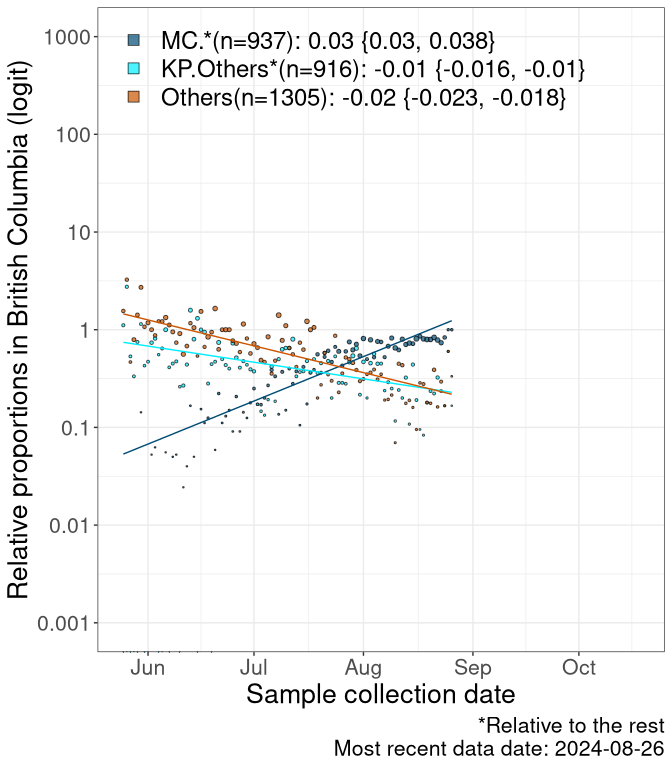 MC.*(n=937): 0.03 {0.03, 0.038}
KP.Others*(n=916): -0.01 {-0.016, -0.01}
Others(n=1305): -0.02 {-0.023, -0.018}
Relative proportions in British Columbia (logit)
1000
100
10
1
0.1
0.01
0.001
Jun Jul Aug Sep Oct
Sample collection date
*Relative to the rest
Most recent data date: 2024-08-26